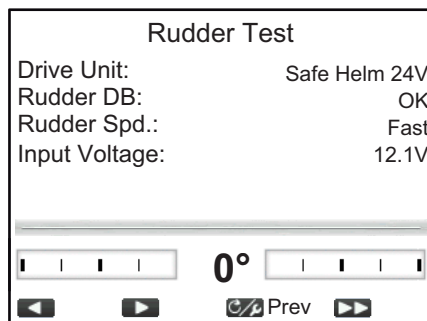 Rudder Test
Drive Unit: Safe Helm 24V
Rudder DB: OK
Rudder Spd.: Fast
Input Voltage: 12.1V
0°
Prev